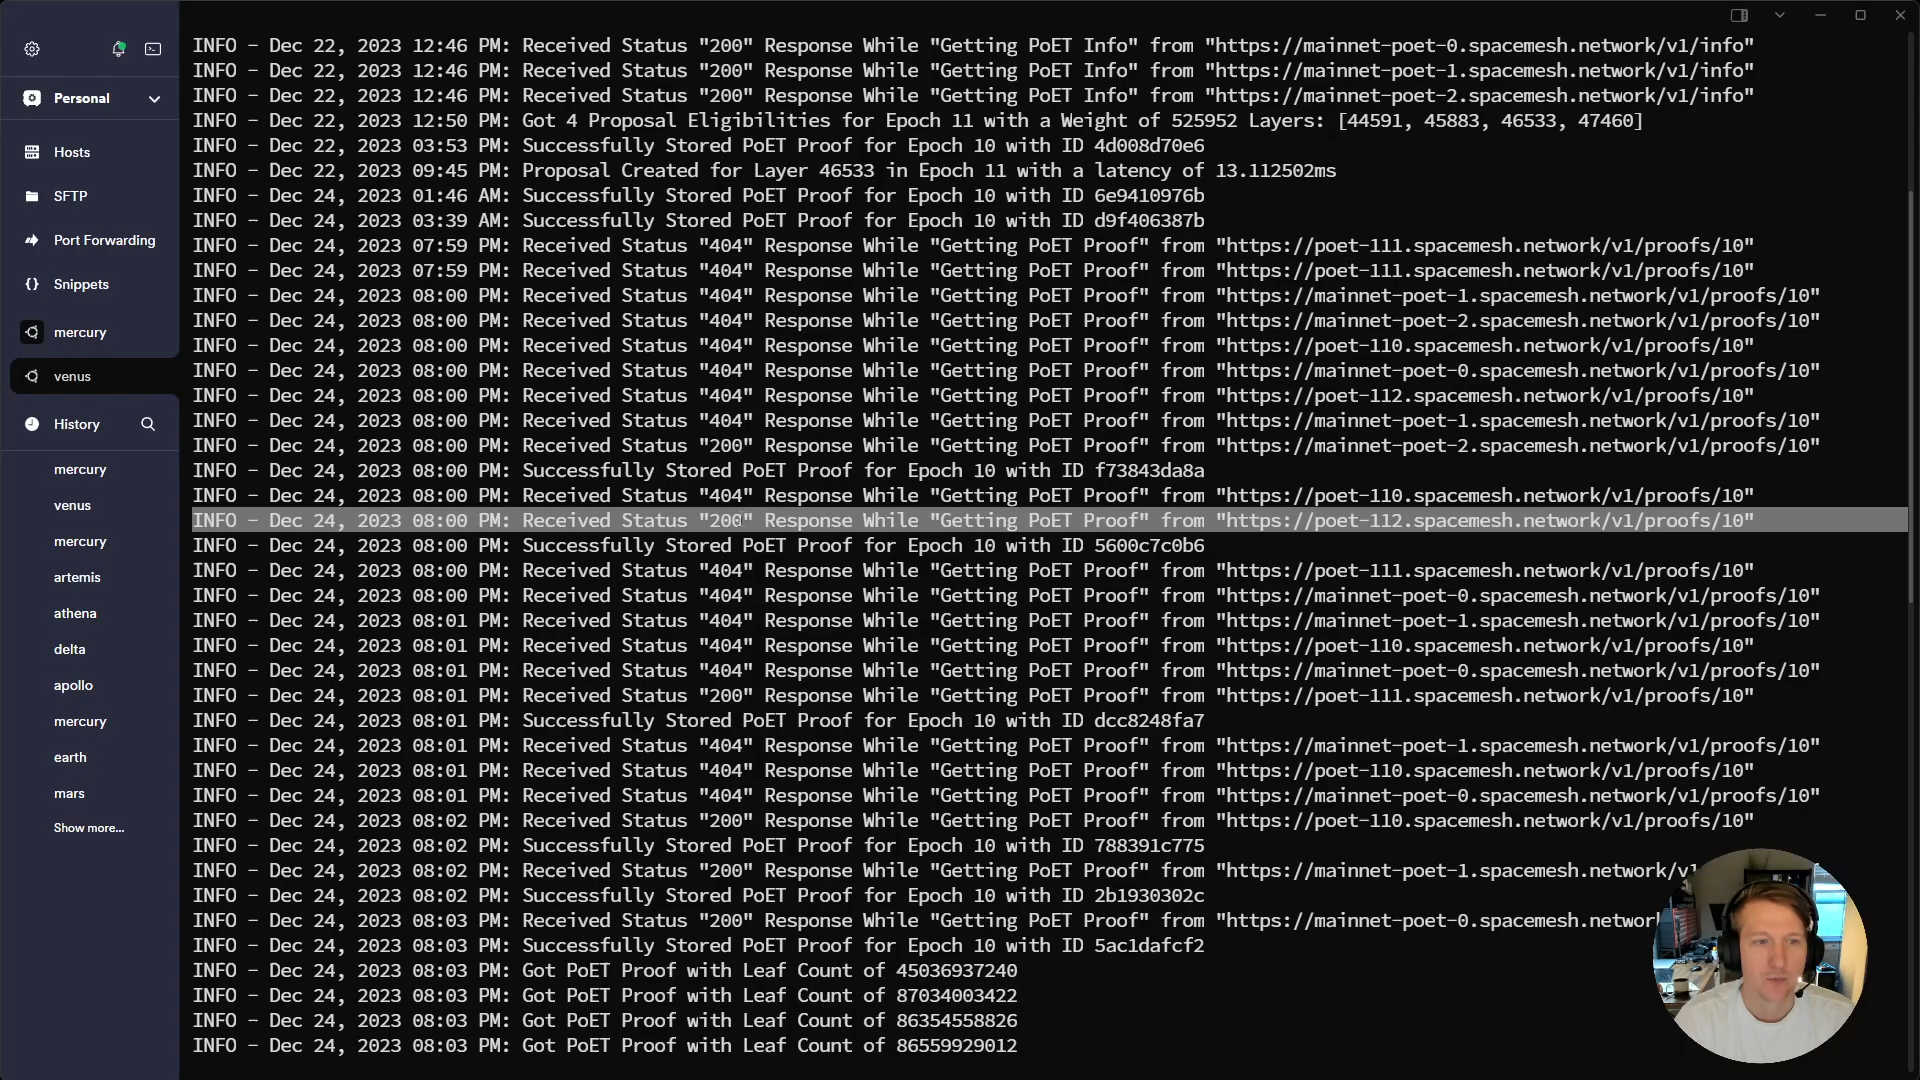 Personal
Hosts
SFTP
Port Forwarding
Snippets
mercury
venus
History
mercury
venus
mercury
artemis
athena
delta
apollo
mercury
earth
mars
Show more...
INFO - Dec 22, 2023 12:46 PM: Received Status "200" Response While "Getting PoET Info" from "https://mainnet-poet-0.spacemesh.network/v1/info"
INFO - Dec 22, 2023 12:46 PM: Received Status "200" Response While "Getting PoET Info" from "https://mainnet-poet-1.spacemesh.network/v1/info"
INFO - Dec 22, 2023 12:46 PM: Received Status "200" Response While "Getting PoET Info" from "https://mainnet-poet-2.spacemesh.network/v1/info"
INFO - Dec 22, 2023 12:50 PM: Got 4 Proposal Eligibilities for Epoch 11 with a Weight of 525952 Layers: [44591, 45883, 46533, 47460]
INFO - Dec 22, 2023 03:53 PM: Successfully Stored PoET Proof for Epoch 10 with ID 4d008d70e6
INFO - Dec 22, 2023 09:45 PM: Proposal Created for Layer 46533 in Epoch 11 with a latency of 13.112502ms
INFO - Dec 24, 2023 01:46 AM: Successfully Stored PoET Proof for Epoch 10 with ID 6e9410976b
INFO - Dec 24, 2023 03:39 AM: Successfully Stored PoET Proof for Epoch 10 with ID d9f406387b
INFO - Dec 24, 2023 07:59 PM: Received Status "404" Response While "Getting PoET Proof" from "https://poet-111.spacemesh.network/v1/proofs/10"
INFO - Dec 24, 2023 07:59 PM: Received Status "404" Response While "Getting PoET Proof" from "https://poet-111.spacemesh.network/v1/proofs/10"
INFO - Dec 24, 2023 08:00 PM: Received Status "404" Response While "Getting PoET Proof" from "https://mainnet-poet-1.spacemesh.network/v1/proofs/10"
INFO - Dec 24, 2023 08:00 PM: Received Status "404" Response While "Getting PoET Proof" from "https://mainnet-poet-2.spacemesh.network/v1/proofs/10"
INFO - Dec 24, 2023 08:00 PM: Received Status "404" Response While "Getting PoET Proof" from "https://poet-110.spacemesh.network/v1/proofs/10"
INFO - Dec 24, 2023 08:00 PM: Received Status "404" Response While "Getting PoET Proof" from "https://mainnet-poet-0.spacemesh.network/v1/proofs/10"
INFO - Dec 24, 2023 08:00 PM: Received Status "404" Response While "Getting PoET Proof" from "https://poet-112.spacemesh.network/v1/proofs/10"
INFO - Dec 24, 2023 08:00 PM: Received Status "404" Response While "Getting PoET Proof" from "https://mainnet-poet-1.spacemesh.network/v1/proofs/10"
INFO - Dec 24, 2023 08:00 PM: Received Status "200" Response While "Getting PoET Proof" from "https://mainnet-poet-2.spacemesh.network/v1/proofs/10"
INFO - Dec 24, 2023 08:00 PM: Successfully Stored PoET Proof for Epoch 10 with ID f73843da8a
INFO - Dec 24, 2023 08:00 PM: Received Status "404" Response While "Getting PoET Proof" from "https://poet-110.spacemesh.network/v1/proofs/10"
INFO - Dec 24, 2023 08:00 PM: Received Status "200" Response While "Getting PoET Proof" from "https://poet-112.spacemesh.network/v1/proofs/10"
INFO - Dec 24, 2023 08:00 PM: Successfully Stored PoET Proof for Epoch 10 with ID 5600c7c0b6
INFO - Dec 24, 2023 08:00 PM: Received Status "404" Response While "Getting PoET Proof" from "https://poet-111.spacemesh.network/v1/proofs/10"
INFO - Dec 24, 2023 08:00 PM: Received Status "404" Response While "Getting PoET Proof" from "https://mainnet-poet-0.spacemesh.network/v1/proofs/10"
INFO - Dec 24, 2023 08:01 PM: Received Status "404" Response While "Getting PoET Proof" from "https://mainnet-poet-1.spacemesh.network/v1/proofs/10"
INFO - Dec 24, 2023 08:01 PM: Received Status "404" Response While "Getting PoET Proof" from "https://poet-110.spacemesh.network/v1/proofs/10"
INFO - Dec 24, 2023 08:01 PM: Received Status "404" Response While "Getting PoET Proof" from "https://mainnet-poet-0.spacemesh.network/v1/proofs/10"
INFO - Dec 24, 2023 08:01 PM: Received Status "200" Response While "Getting PoET Proof" from "https://poet-111.spacemesh.network/v1/proofs/10"
INFO - Dec 24, 2023 08:01 PM: Successfully Stored PoET Proof for Epoch 10 with ID dcc8248fa7
INFO - Dec 24, 2023 08:01 PM: Received Status "404" Response While "Getting PoET Proof" from "https://mainnet-poet-1.spacemesh.network/v1/proofs/10"
INFO - Dec 24, 2023 08:01 PM: Received Status "404" Response While "Getting PoET Proof" from "https://poet-110.spacemesh.network/v1/proofs/10"
INFO - Dec 24, 2023 08:01 PM: Received Status "404" Response While "Getting PoET Proof" from "https://mainnet-poet-0.spacemesh.network/v1/proofs/10"
INFO - Dec 24, 2023 08:02 PM: Received Status "200" Response While "Getting PoET Proof" from "https://poet-110.spacemesh.network/v1/proofs/10"
INFO - Dec 24, 2023 08:02 PM: Successfully Stored PoET Proof for Epoch 10 with ID 788391c775
INFO - Dec 24, 2023 08:02 PM: Received Status "200" Response While "Getting PoET Proof" from "https://mainnet-poet-1.spacemesh.network/v1
INFO - Dec 24, 2023 08:02 PM: Successfully Stored PoET Proof for Epoch 10 with ID 2b1930302c
INFO - Dec 24, 2023 08:03 PM: Received Status "200" Response While "Getting PoET Proof" from "https://mainnet-poet-0.spacemesh.networ
INFO - Dec 24, 2023 08:03 PM: Successfully Stored PoET Proof for Epoch 10 with ID 5ac1dafcf2
INFO - Dec 24, 2023 08:03 PM: Got PoET Proof with Leaf Count of 45036937240
INFO - Dec 24, 2023 08:03 PM: Got PoET Proof with Leaf Count of 87034003422
INFO - Dec 24, 2023 08:03 PM: Got PoET Proof with Leaf Count of 86354558826
INFO - Dec 24, 2023 08:03 PM: Got PoET Proof with Leaf Count of 86559929012